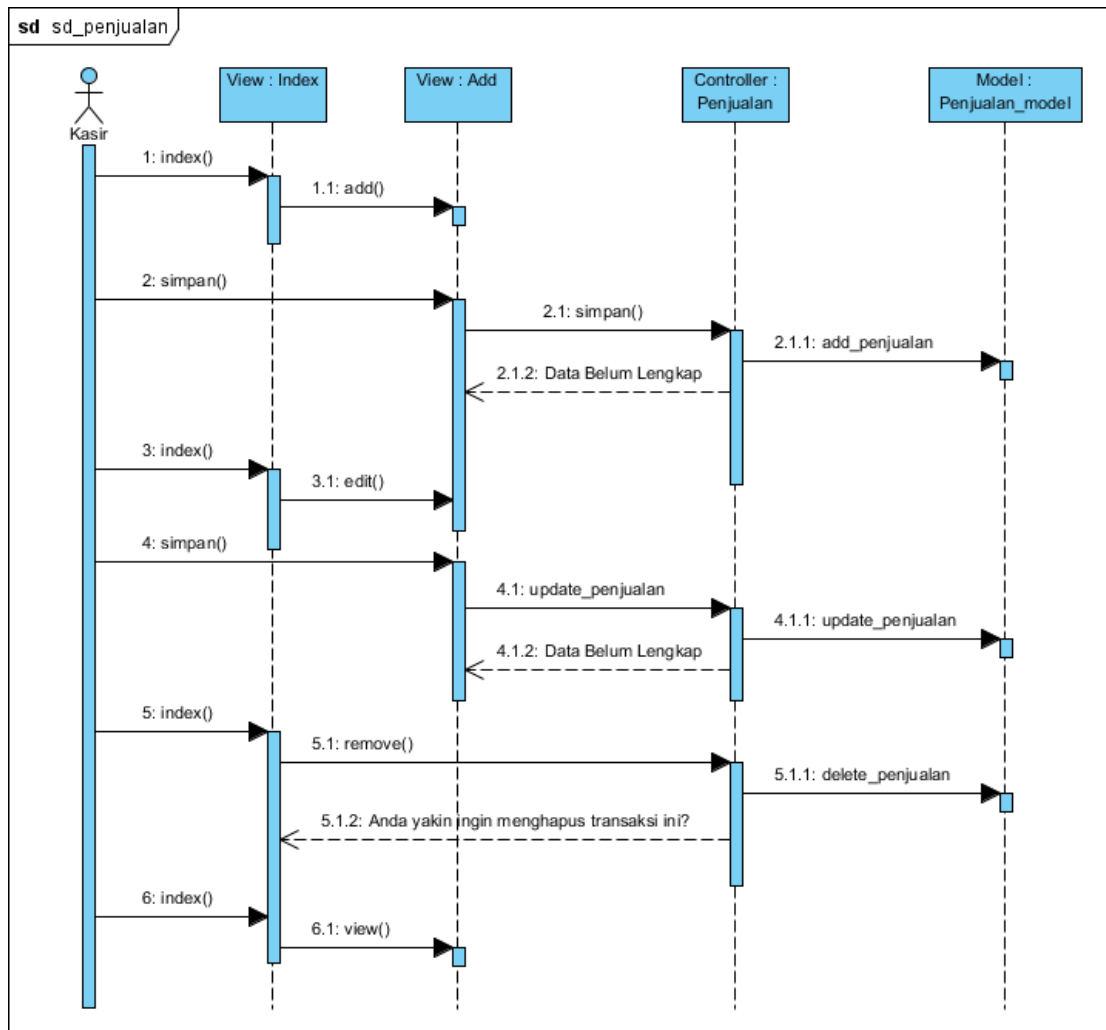 sd sd_penjualan
View : Index
View : Add
Controller :
Penjualan
Model :
Penjualan_model
Kasir
1: index()
1.1: add()
2: simpan()
2.1: simpan()
2.1.1: add_penjualan
2.1.2: Data Belum Lengkap
3: index()
3.1: edit()
4: simpan()
4.1: update_penjualan
4.1.1: update_penjualan
4.1.2: Data Belum Lengkap
5: index()
5.1: remove()
5.1.1: delete_penjualan
5.1.2: Anda yakin ingin menghapus transaksi ini?
6: index()
6.1: view()